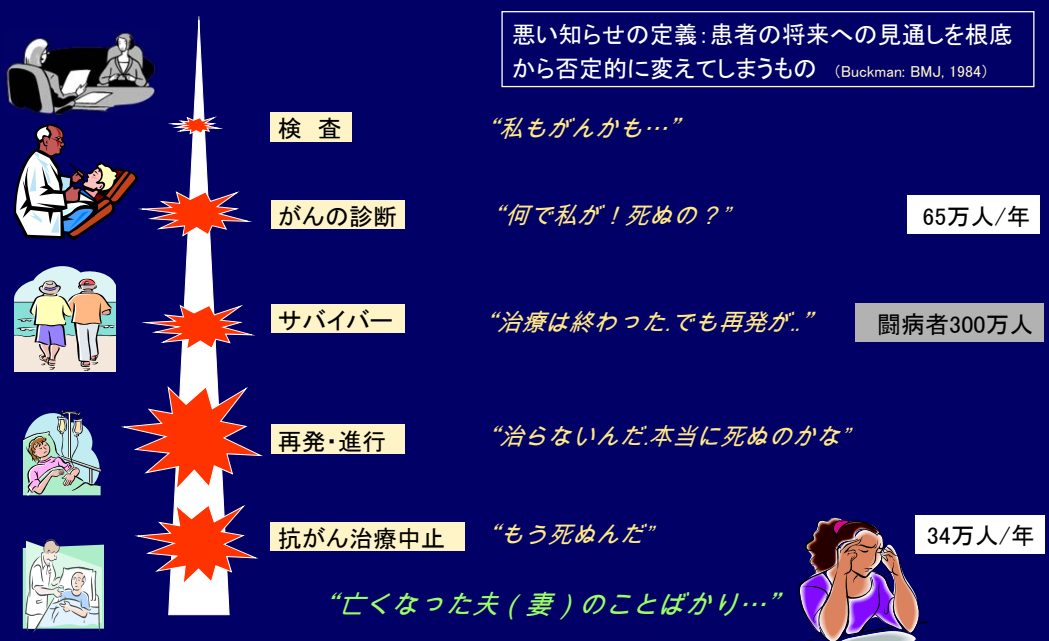 悪い知らせの定義:患者の将来への見通しを根底
から否定的に変えてしまうもの (Buckman: BMJ, 1984)
検 査
“私もがんかも…”
がんの診断
“何で私が!死ぬの?”
65万人/年
サバイバー
“治療は終わった.でも再発が..”
闘病者300万人
再発・進行
“治らないんだ.本当に死ぬのかな”
抗がん治療中止
“もう死ぬんだ”
34万人/年
“亡くなった夫(妻)のことばかり…”